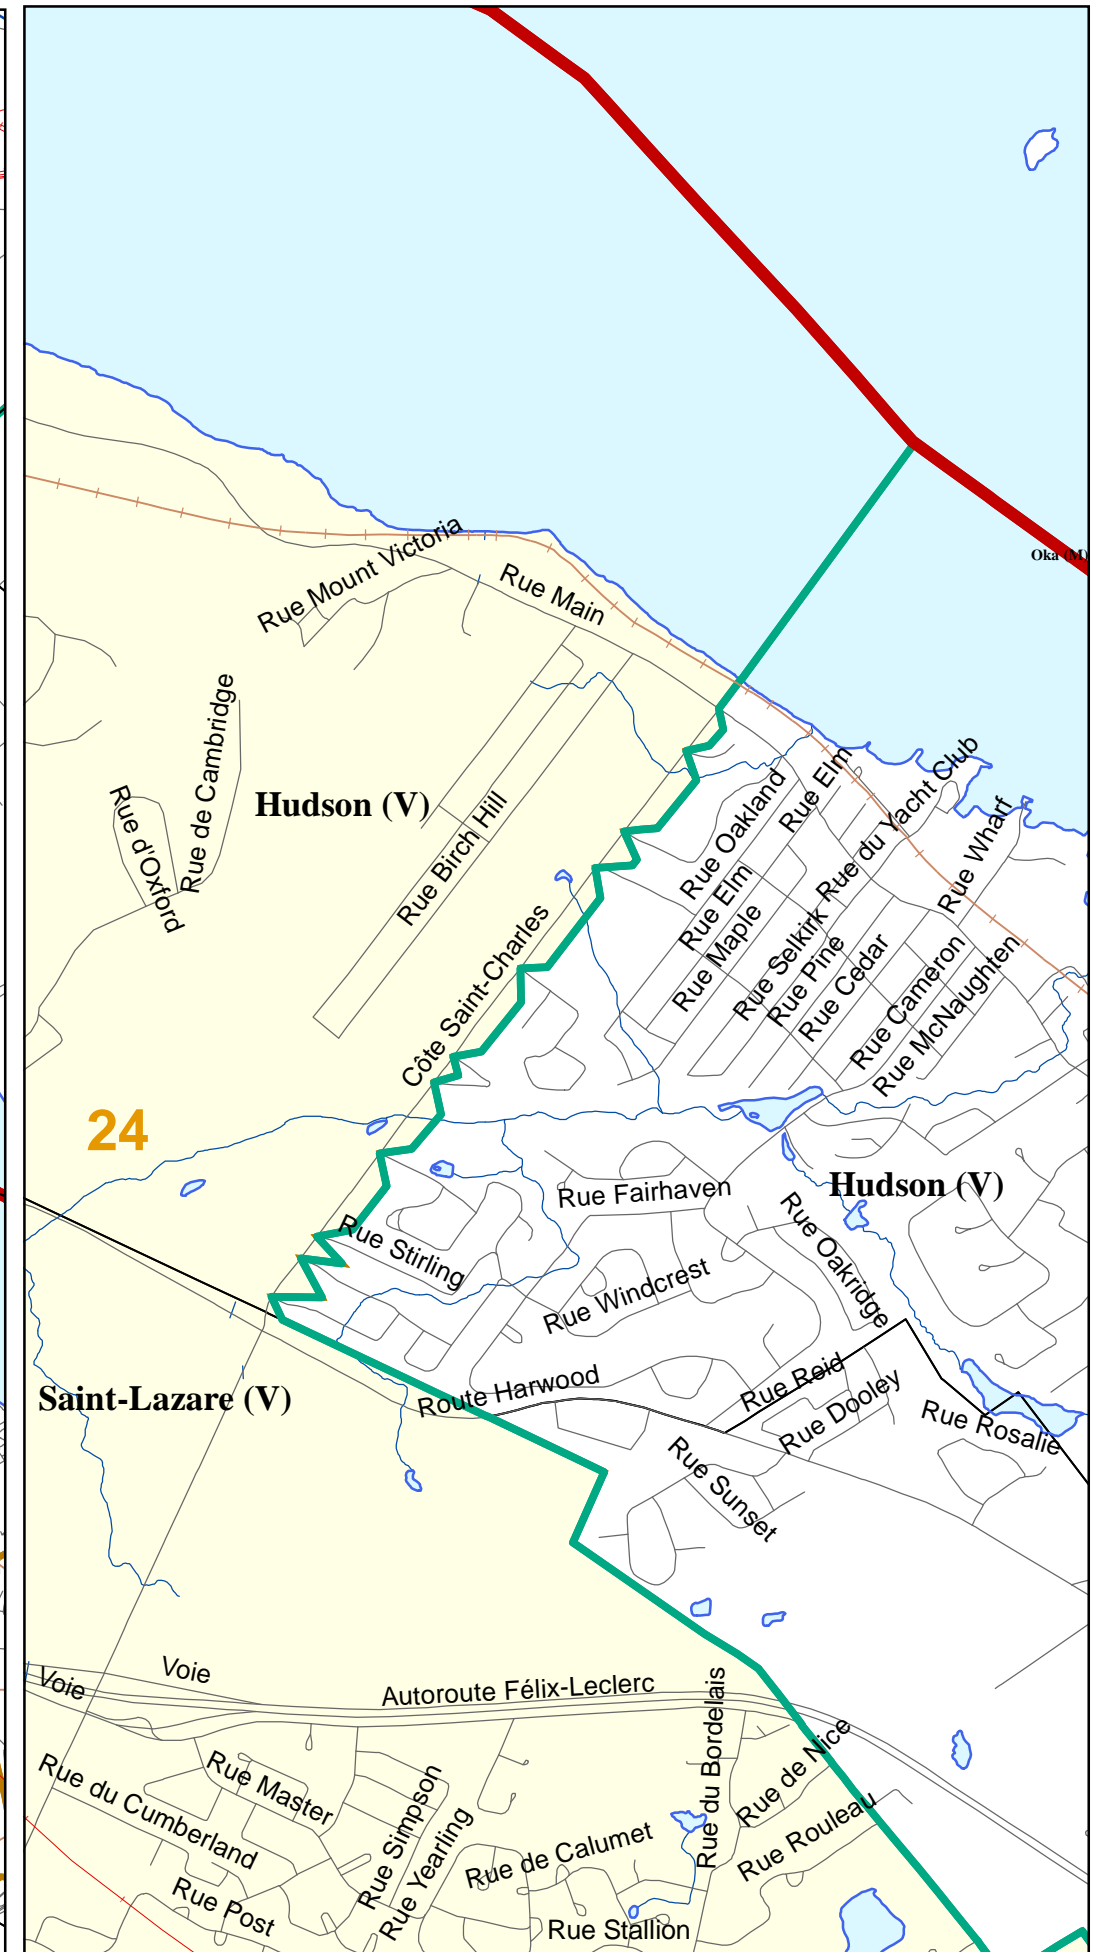 Oka (M)
Rue Mount Victoria
Rue Main
Rue de Cambridge
Rue d'Oxford
Hudson (V)
Rue Birch Hill
Côte Saint-Charles
Rue Oakland
Rue Elm
Rue du Yacht Club
Rue Wharf
Rue Elm
Rue Maple
Rue Selkirk
Rue Pine
Rue Cedar
Rue Cameron
Rue McNaughten
24
Rue Fairhaven
Hudson (V)
Rue Stirling
Rue Oakridge
Rue Windcrest
Saint-Lazare (V)
Route Harwood
Rue Reid
Rue Dooley
Rue Rosalie
Rue Sunset
Voie
Voie
Autoroute Félix-Leclerc
Rue du Bordelais
Rue de Nice
Rue Master
Rue du Cumberland
Rue Simpson
Rue Yearling
Rue de Calumet
Rue Rouleau
Rue Post
Rue Stallion